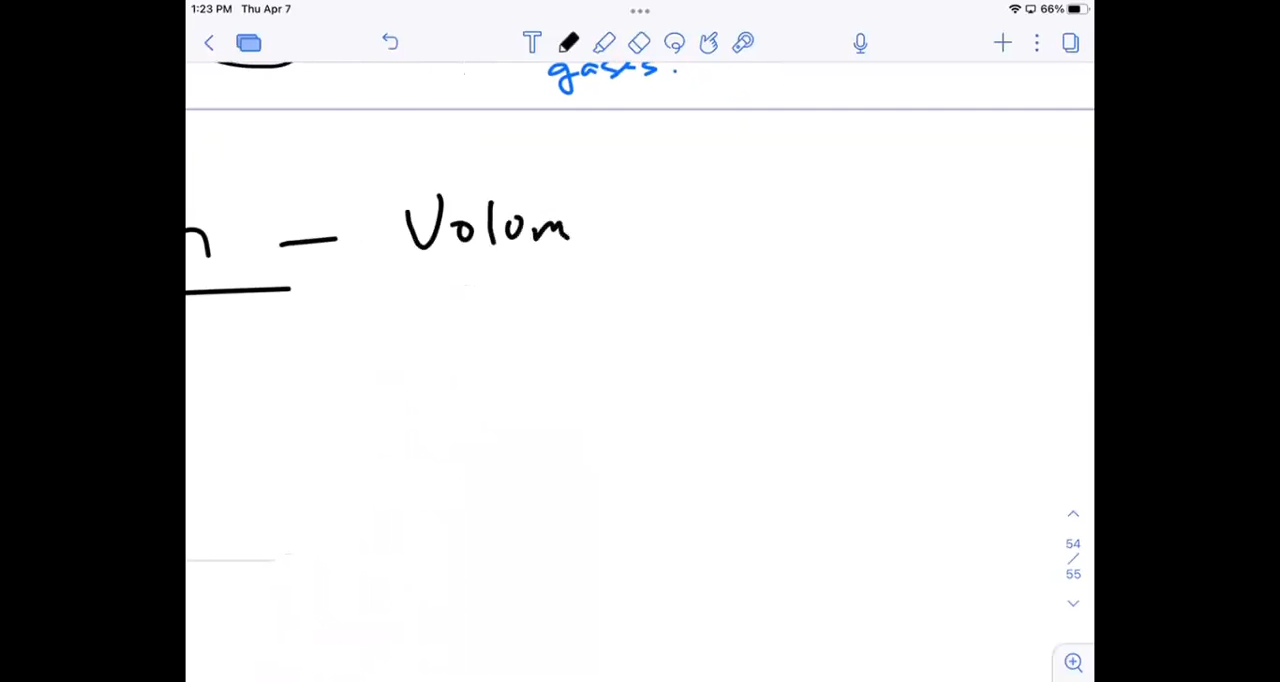 1:23 PM Thu Apr 7 66%
gases.
n — Volum
54
/
55